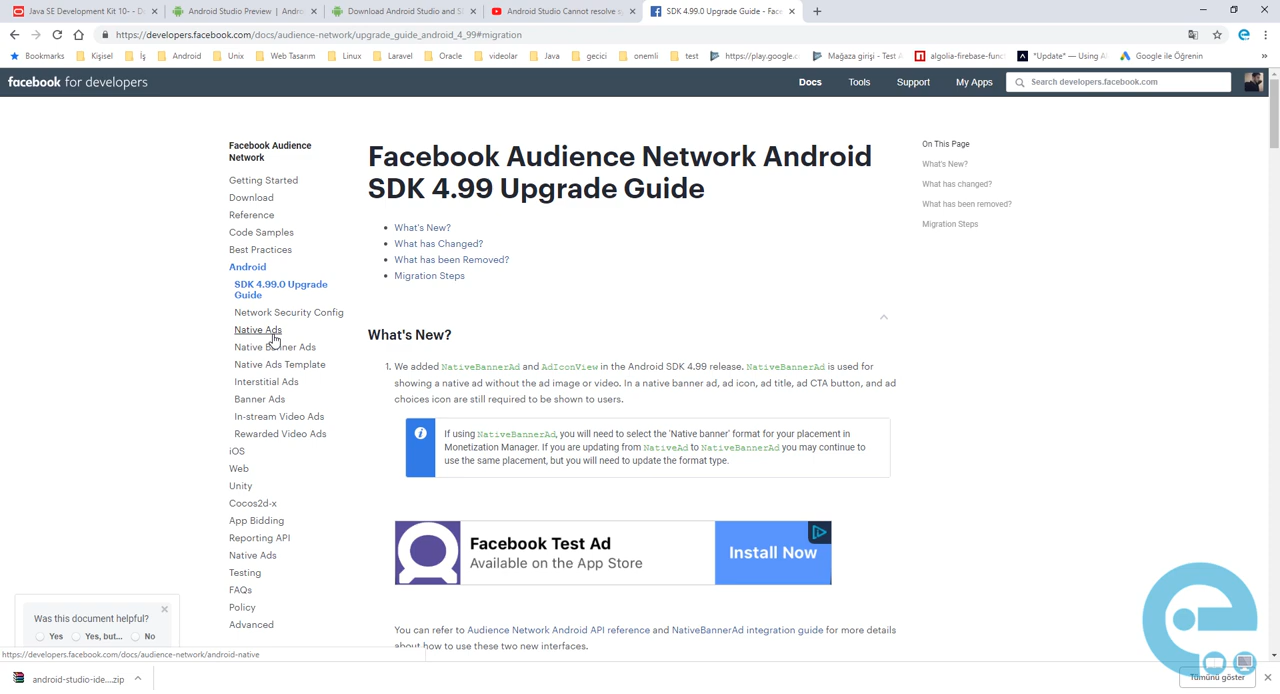 Java SE Development Kit 10- - D
Android Studio Preview | Andro
Download Android Studio and S
Android Studio Cannot resolve
SDK 4.99.0 Upgrade Guide - Fac
https://developers.facebook.com/docs/audience-network/upgrade_guide_android_4_99#migration
Bookmarks
Kişisel
İş
Android
Unix
Web Tasarım
Linux
Laravel
Oracle
videolar
Java
gecici
onemli
test
https://play.google.c
Mağaza girişi - Test A
algolia-firebase-func
*Update* — Using Al
Google ile Öğrenin
facebook for developers
Docs
Tools
Support
My Apps
Search developers.facebook.com
Facebook Audience
Network
Getting Started
Download
Reference
Code Samples
Best Practices
Android
SDK 4.99.0 Upgrade
Guide
Network Security Config
Native Ads
Native Banner Ads
Native Ads Template
Interstitial Ads
Banner Ads
In-stream Video Ads
Rewarded Video Ads
iOS
Web
Unity
Cocos2d-x
App Bidding
Reporting API
Native Ads
Testing
FAQs
Policy
Advanced
Facebook Audience Network Android
SDK 4.99 Upgrade Guide
What's New?
What has Changed?
What has been Removed?
Migration Steps
What's New?
1. We added NativeBannerAd and AdIconView in the Android SDK 4.99 release. NativeBannerAd is used for
showing a native ad without the ad image or video. In a native banner ad, ad icon, ad title, ad CTA button, and ad
choices icon are still required to be shown to users.
If using NativeBannerAd, you will need to select the 'Native banner' format for your placement in
Monetization Manager. If you are updating from NativeAd to NativeBannerAd you may continue to
use the same placement, but you will need to update the format type.
Facebook Test Ad
Available on the App Store
Install Now
You can refer to Audience Network Android API reference and NativeBannerAd integration guide for more details
about how to use these two new interfaces.
On This Page
What's New?
What has changed?
What has been removed?
Migration Steps
Was this document helpful?
Yes
Yes, but...
No
https://developers.facebook.com/docs/audience-network/android-native
android-studio-ide....zip
Tümünü göster